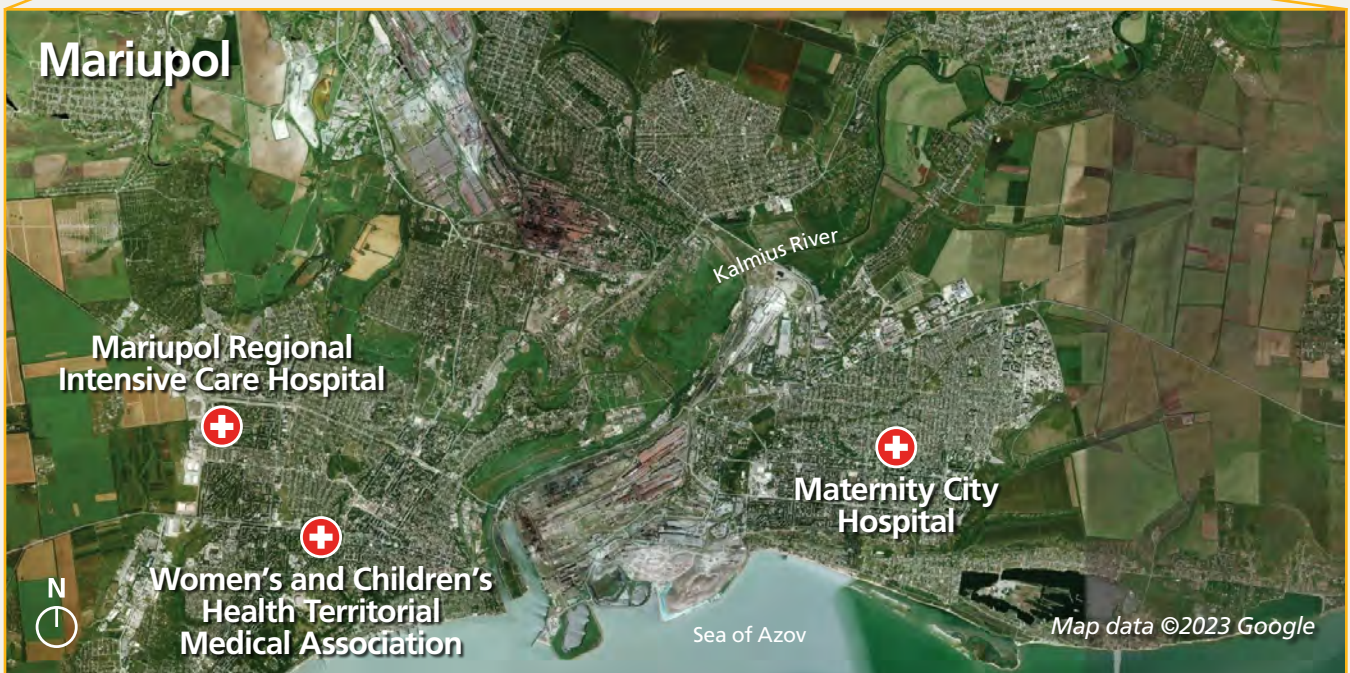 Mariupol
Kalmius River
Mariupol Regional
Intensive Care Hospital
Maternity City
Hospital
Women's and Children's
Health Territorial
Medical Association
N
Sea of Azov
Map data ©2023 Google